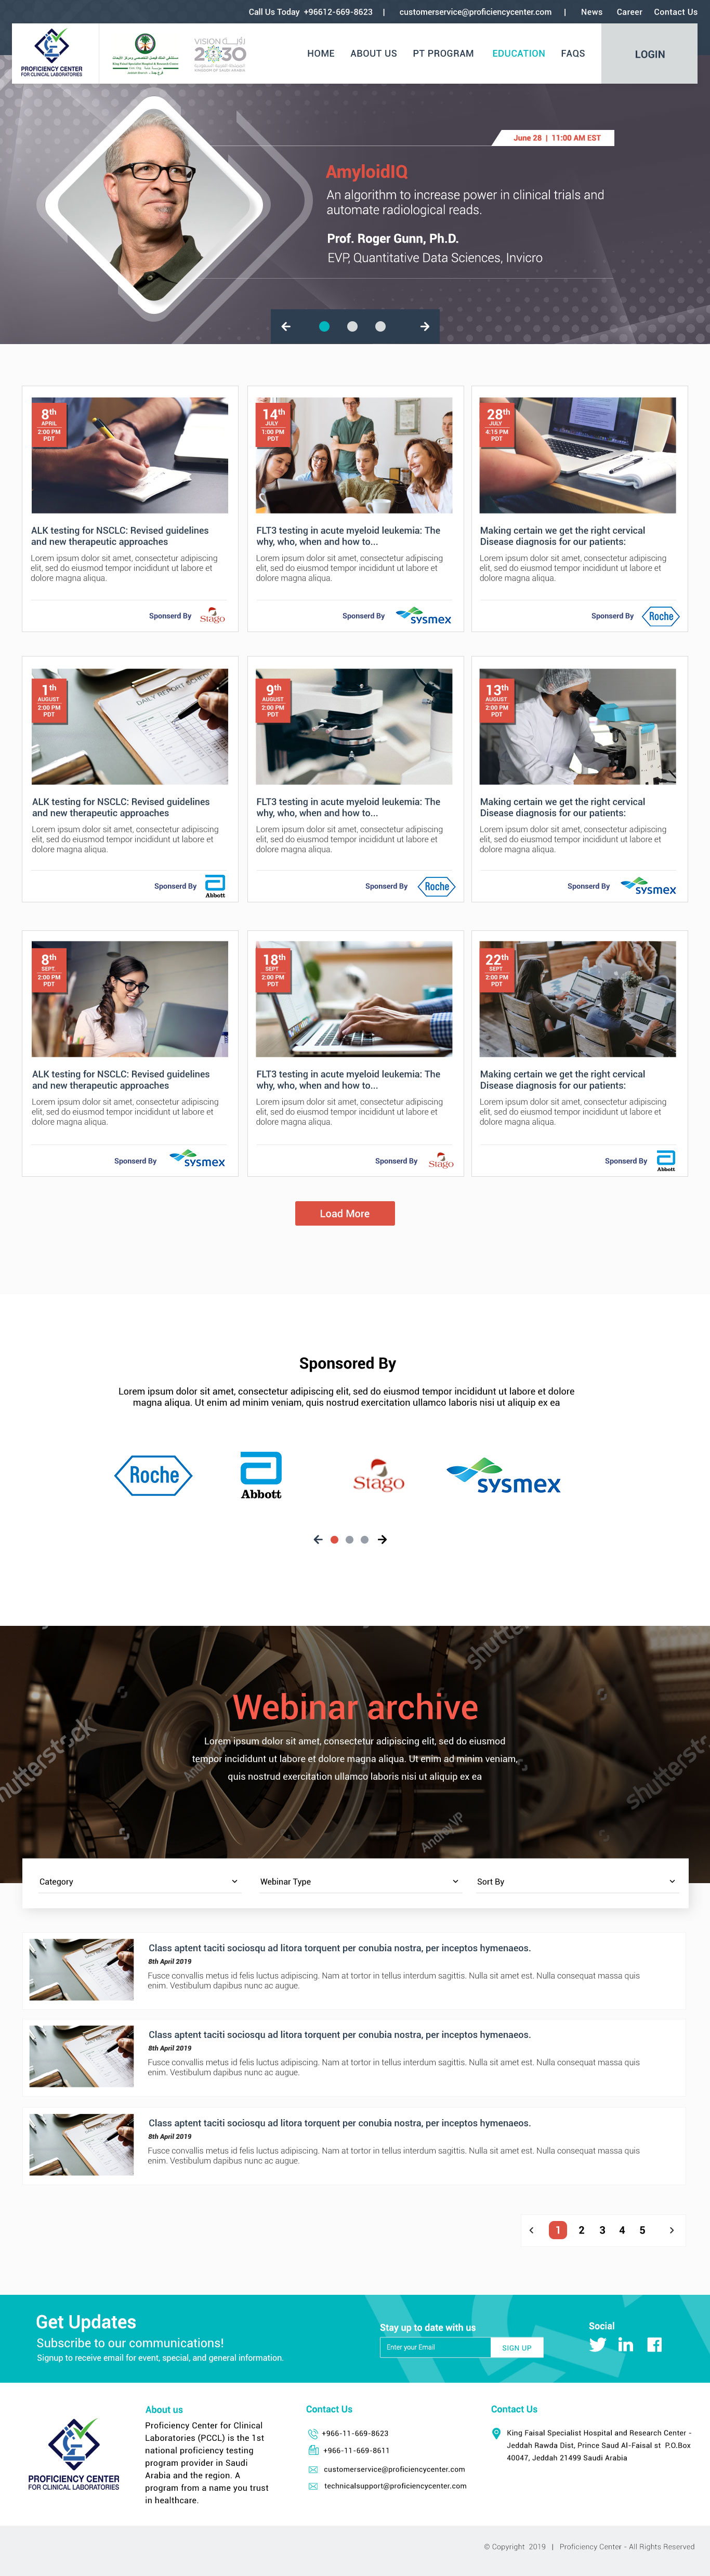 Call Us Today +96612-669-8623 | customerservice@proficiencycenter.com | News Career Contact Us
PROFICIENCY CENTER
FOR CLINICAL LABORATORIES
VISION رؤيــة
2030
KINGDOM OF SAUDI ARABIA
HOME ABOUT US PT PROGRAM EDUCATION FAQS LOGIN
June 28 | 11:00 AM EST
AmyloidIQ
An algorithm to increase power in clinical trials and
automate radiological reads.
Prof. Roger Gunn, Ph.D.
EVP, Quantitative Data Sciences, Invicro
8th
APRIL
2:00 PM
PDT
ALK testing for NSCLC: Revised guidelines
and new therapeutic approaches
Lorem ipsum dolor sit amet, consectetur adipiscing
elit, sed do eiusmod tempor incididunt ut labore et
dolore magna aliqua.
Sponserd By Stago
14th
JULY
1:00 PM
PDT
FLT3 testing in acute myeloid leukemia: The
why, who, when and how to...
Lorem ipsum dolor sit amet, consectetur adipiscing
elit, sed do eiusmod tempor incididunt ut labore et
dolore magna aliqua.
Sponserd By sysmex
28th
JULY
4:15 PM
PDT
Making certain we get the right cervical
Disease diagnosis for our patients:
Lorem ipsum dolor sit amet, consectetur adipiscing
elit, sed do eiusmod tempor incididunt ut labore et
dolore magna aliqua.
Sponserd By Roche
1th
AUGUST
2:00 PM
PDT
DAILY REPORT
ALK testing for NSCLC: Revised guidelines
and new therapeutic approaches
Lorem ipsum dolor sit amet, consectetur adipiscing
elit, sed do eiusmod tempor incididunt ut labore et
dolore magna aliqua.
Sponserd By Abbott
9th
AUGUST
2:00 PM
PDT
FLT3 testing in acute myeloid leukemia: The
why, who, when and how to...
Lorem ipsum dolor sit amet, consectetur adipiscing
elit, sed do eiusmod tempor incididunt ut labore et
dolore magna aliqua.
Sponserd By Roche
13th
AUGUST
2:00 PM
PDT
Making certain we get the right cervical
Disease diagnosis for our patients:
Lorem ipsum dolor sit amet, consectetur adipiscing
elit, sed do eiusmod tempor incididunt ut labore et
dolore magna aliqua.
Sponserd By sysmex
8th
SEPT
2:00 PM
PDT
ALK testing for NSCLC: Revised guidelines
and new therapeutic approaches
Lorem ipsum dolor sit amet, consectetur adipiscing
elit, sed do eiusmod tempor incididunt ut labore et
dolore magna aliqua.
Sponserd By sysmex
18th
SEPT
2:00 PM
PDT
FLT3 testing in acute myeloid leukemia: The
why, who, when and how to...
Lorem ipsum dolor sit amet, consectetur adipiscing
elit, sed do eiusmod tempor incididunt ut labore et
dolore magna aliqua.
Sponserd By Stago
22th
SEPT
2:00 PM
PDT
Making certain we get the right cervical
Disease diagnosis for our patients:
Lorem ipsum dolor sit amet, consectetur adipiscing
elit, sed do eiusmod tempor incididunt ut labore et
dolore magna aliqua.
Sponserd By Abbott
Load More
Sponsored By
Lorem ipsum dolor sit amet, consectetur adipiscing elit, sed do eiusmod tempor incididunt ut labore et dolore
magna aliqua. Ut enim ad minim veniam, quis nostrud exercitation ullamco laboris nisi ut aliquip ex ea
Roche Abbott Stago sysmex
Webinar archive
Lorem ipsum dolor sit amet, consectetur adipiscing elit, sed do eiusmod
tempor incididunt ut labore et dolore magna aliqua. Ut enim ad minim veniam,
quis nostrud exercitation ullamco laboris nisi ut aliquip ex ea
shutterstock
Andrey VP
Category Webinar Type Sort By
Class aptent taciti sociosqu ad litora torquent per conubia nostra, per inceptos hymenaeos.
8th April 2019
Fusce convallis metus id felis luctus adipiscing. Nam at tortor in tellus interdum sagittis. Nulla sit amet est. Nulla consequat massa quis
enim. Vestibulum dapibus nunc ac augue.
Class aptent taciti sociosqu ad litora torquent per conubia nostra, per inceptos hymenaeos.
8th April 2019
Fusce convallis metus id felis luctus adipiscing. Nam at tortor in tellus interdum sagittis. Nulla sit amet est. Nulla consequat massa quis
enim. Vestibulum dapibus nunc ac augue.
Class aptent taciti sociosqu ad litora torquent per conubia nostra, per inceptos hymenaeos.
8th April 2019
Fusce convallis metus id felis luctus adipiscing. Nam at tortor in tellus interdum sagittis. Nulla sit amet est. Nulla consequat massa quis
enim. Vestibulum dapibus nunc ac augue.
1 2 3 4 5
Get Updates
Subscribe to our communications!
Signup to receive email for event, special, and general information.
Stay up to date with us
Enter your Email SIGN UP
Social
PROFICIENCY CENTER
FOR CLINICAL LABORATORIES
About us
Proficiency Center for Clinical
Laboratories (PCCL) is the 1st
national proficiency testing
program provider in Saudi
Arabia and the region. A
program from a name you trust
in healthcare.
Contact Us
+966-11-669-8623
+966-11-669-8611
customerservice@proficiencycenter.com
technicalsupport@proficiencycenter.com
Contact Us
King Faisal Specialist Hospital and Research Center -
Jeddah Rawda Dist, Prince Saud Al-Faisal st P.O.Box
40047, Jeddah 21499 Saudi Arabia
© Copyright 2019 | Proficiency Center - All Rights Reserved